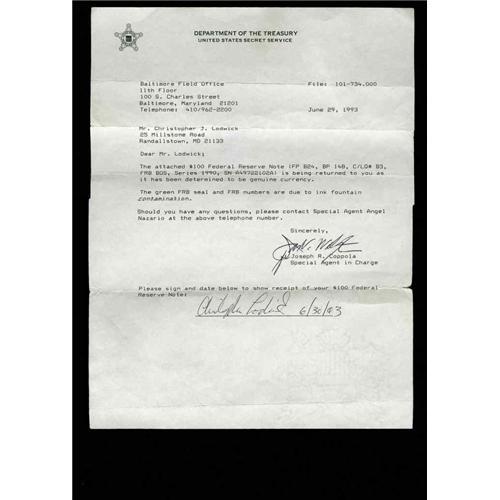 DEPARTMENT OF THE TREASURY
UNITED STATES SECRET SERVICE
Baltimore Field Office
11th Floor
100 S. Charles Street
Baltimore, Maryland 21201
Telephone: 410/962-2200
File: 101-734.000
June 29, 1993
Mr. Christopher J. Lodwick
25 Millstone Road
Randallstown, MD 21133
Dear Mr. Lodwick:
The attached $100 Federal Reserve Note (FP B24, BP 148, C/LO# B3,
FRB BOS, Series 1990, SN A49722102A) is being returned to you as
it has been determined to be genuine currency.
The green FRB seal and FRB numbers are due to ink fountain
contamination.
Should you have any questions, please contact Special Agent Angel
Nazario at the above telephone number.
Sincerely,
Joseph R. Coppola
Special Agent in Charge
Please sign and date below to show receipt of your $100 Federal
Reserve Note:
Christopher Lodwick 6/30/93